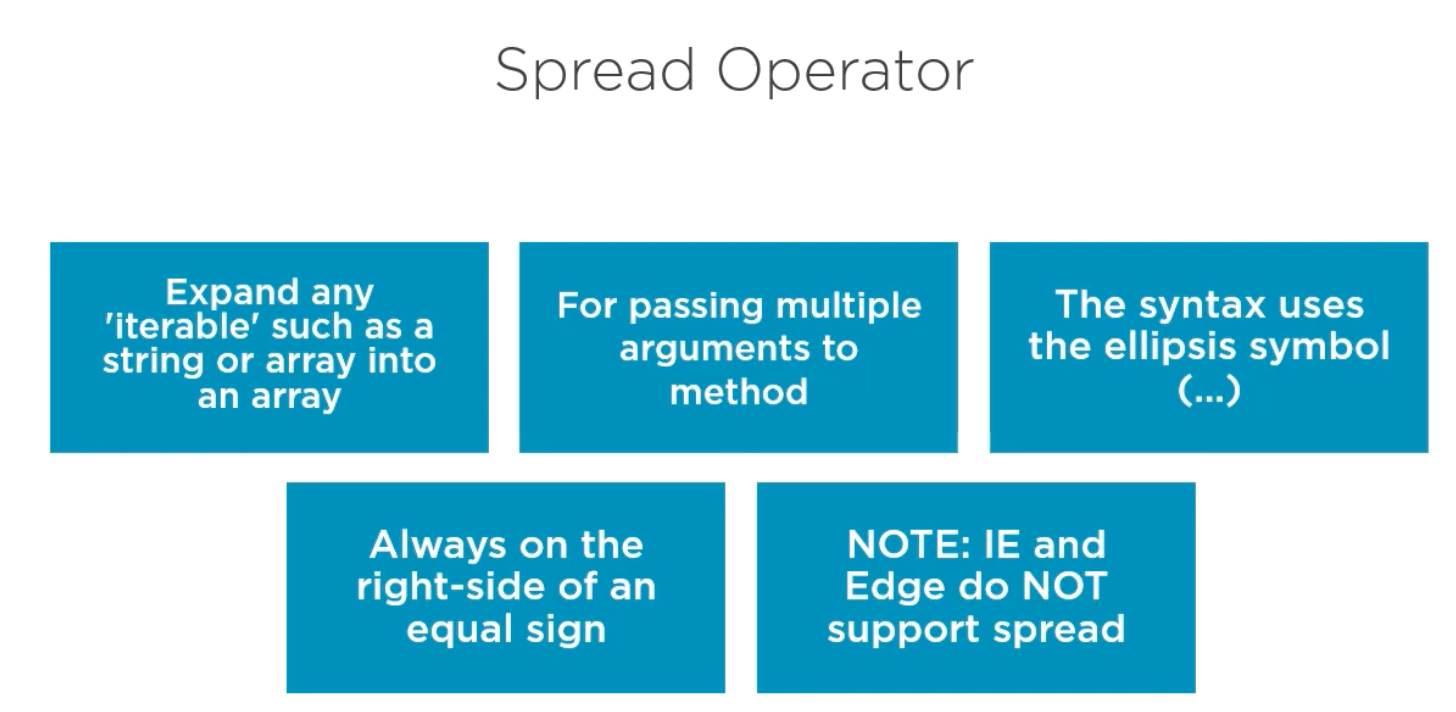 Spread Operator
Expand any
'iterable' such as a
string or array into
an array
For passing multiple
arguments to
method
The syntax uses
the ellipsis symbol
(...)
Always on the
right-side of an
equal sign
NOTE: IE and
Edge do NOT
support spread